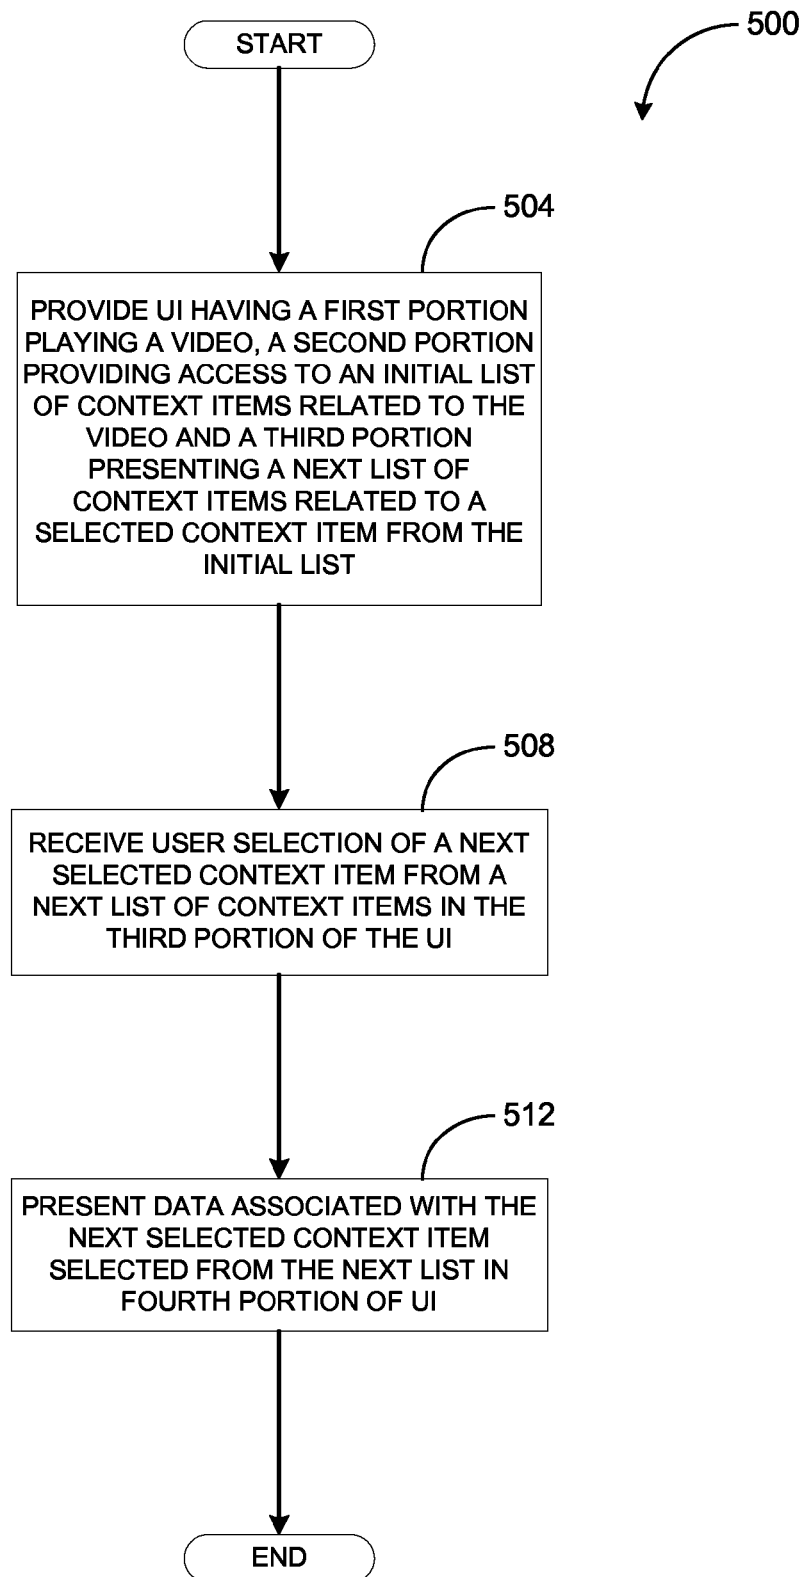 START
500
504
PROVIDE UI HAVING A FIRST PORTION
PLAYING A VIDEO, A SECOND PORTION
PROVIDING ACCESS TO AN INITIAL LIST
OF CONTEXT ITEMS RELATED TO THE
VIDEO AND A THIRD PORTION
PRESENTING A NEXT LIST OF
CONTEXT ITEMS RELATED TO A
SELECTED CONTEXT ITEM FROM THE
INITIAL LIST
508
RECEIVE USER SELECTION OF A NEXT
SELECTED CONTEXT ITEM FROM A
NEXT LIST OF CONTEXT ITEMS IN THE
THIRD PORTION OF THE UI
512
PRESENT DATA ASSOCIATED WITH THE
NEXT SELECTED CONTEXT ITEM
SELECTED FROM THE NEXT LIST IN
FOURTH PORTION OF UI
END